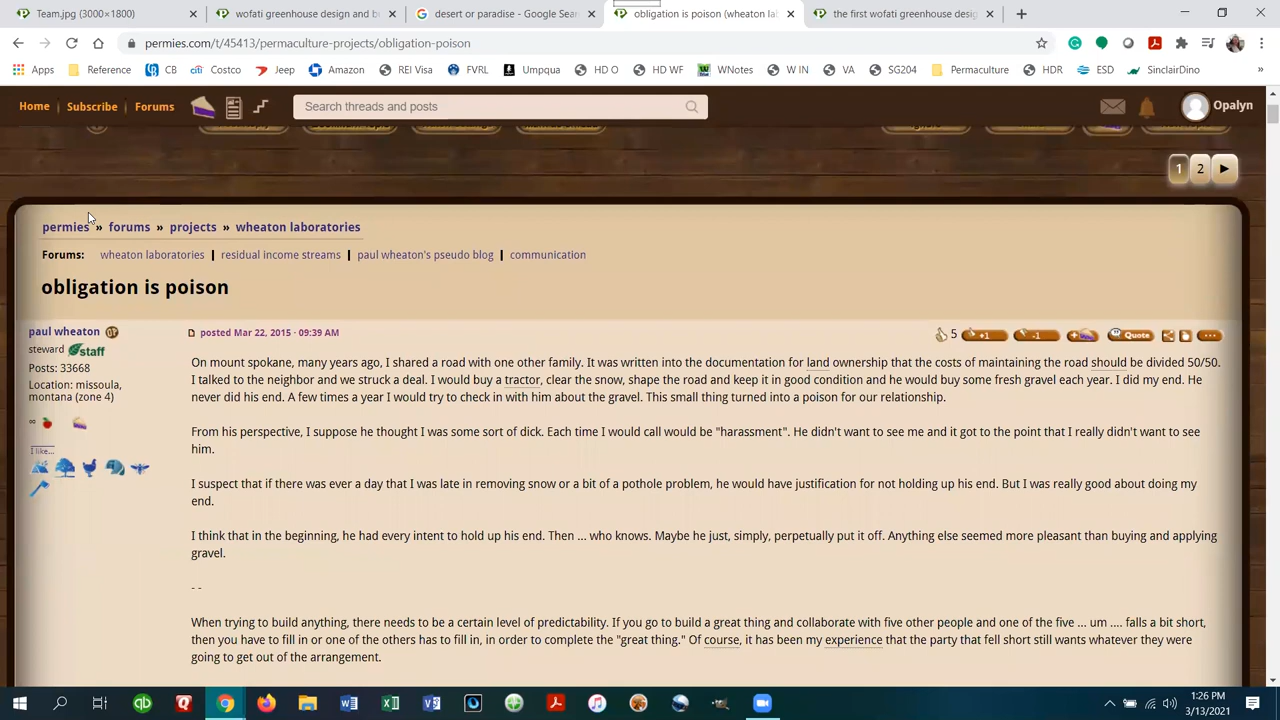 Team.jpg (3000×1000)
wofati greenhouse design and bu
desert or paradise - Google Sear
obligation is poison (wheaton lab
the first wofati greenhouse desig
permies.com/t/45413/permaculture-projects/obligation-poison
Apps Reference CB Costco Jeep Amazon REI Visa FVRL Umpqua HD O HD WF WNotes W IN VA SG204 Permaculture HDR ESD SinclairDino »
Home Subscribe Forums Search threads and posts Opalyn
1 2
permies » forums » projects » wheaton laboratories
Forums: wheaton laboratories | residual income streams | paul wheaton's pseudo blog | communication
obligation is poison
paul wheaton
steward staff
Posts: 33668
Location: missoula,
montana (zone 4)
∞
I like...
posted Mar 22, 2015 · 09:39 AM
5 +1 -1 Quote
On mount spokane, many years ago, I shared a road with one other family. It was written into the documentation for land ownership that the costs of maintaining the road should be divided 50/50.
I talked to the neighbor and we struck a deal. I would buy a tractor, clear the snow, shape the road and keep it in good condition and he would buy some fresh gravel each year. I did my end. He
never did his end. A few times a year I would try to check in with him about the gravel. This small thing turned into a poison for our relationship.
From his perspective, I suppose he thought I was some sort of dick. Each time I would call would be "harassment". He didn't want to see me and it got to the point that I really didn't want to see
him.
I suspect that if there was ever a day that I was late in removing snow or a bit of a pothole problem, he would have justification for not holding up his end. But I was really good about doing my
end.
I think that in the beginning, he had every intent to hold up his end. Then ... who knows. Maybe he just, simply, perpetually put it off. Anything else seemed more pleasant than buying and applying
gravel.
- -
When trying to build anything, there needs to be a certain level of predictability. If you go to build a great thing and collaborate with five other people and one of the five ... um .... falls a bit short,
then you have to fill in or one of the others has to fill in, in order to complete the "great thing." Of course, it has been my experience that the party that fell short still wants whatever they were
going to get out of the arrangement.
1:26 PM
3/13/2021